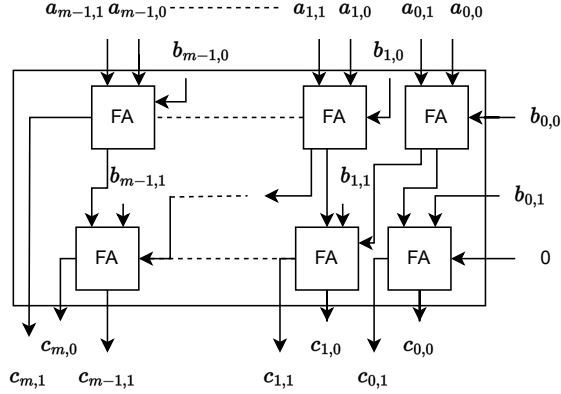 a_{m-1,1} a_{m-1,0} a_{1,1} a_{1,0} a_{0,1} a_{0,0}
b_{m-1,0} b_{1,0}
FA FA FA b_{0,0}
b_{m-1,1} b_{1,1} b_{0,1}
FA FA FA 0
c_{m,0} c_{1,0} c_{0,0}
c_{m,1} c_{m-1,1} c_{1,1} c_{0,1}